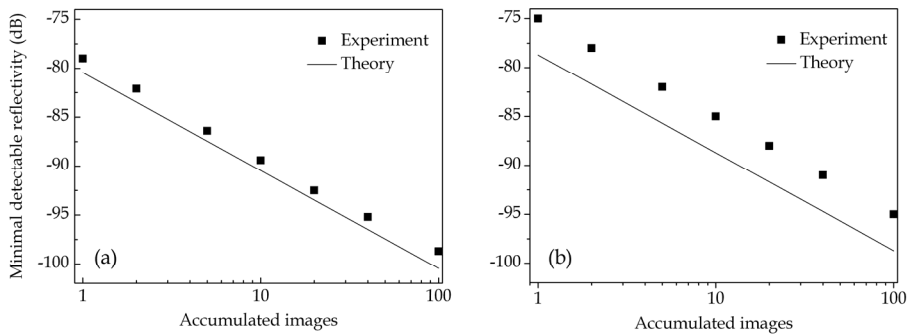 Minimal detectable reflectivity (dB)
-75
-80
-85
-90
-95
-100
Experiment
Theory
(a)
1
10
100
Accumulated images
-75
-80
-85
-90
-95
-100
Experiment
Theory
(b)
1
10
100
Accumulated images